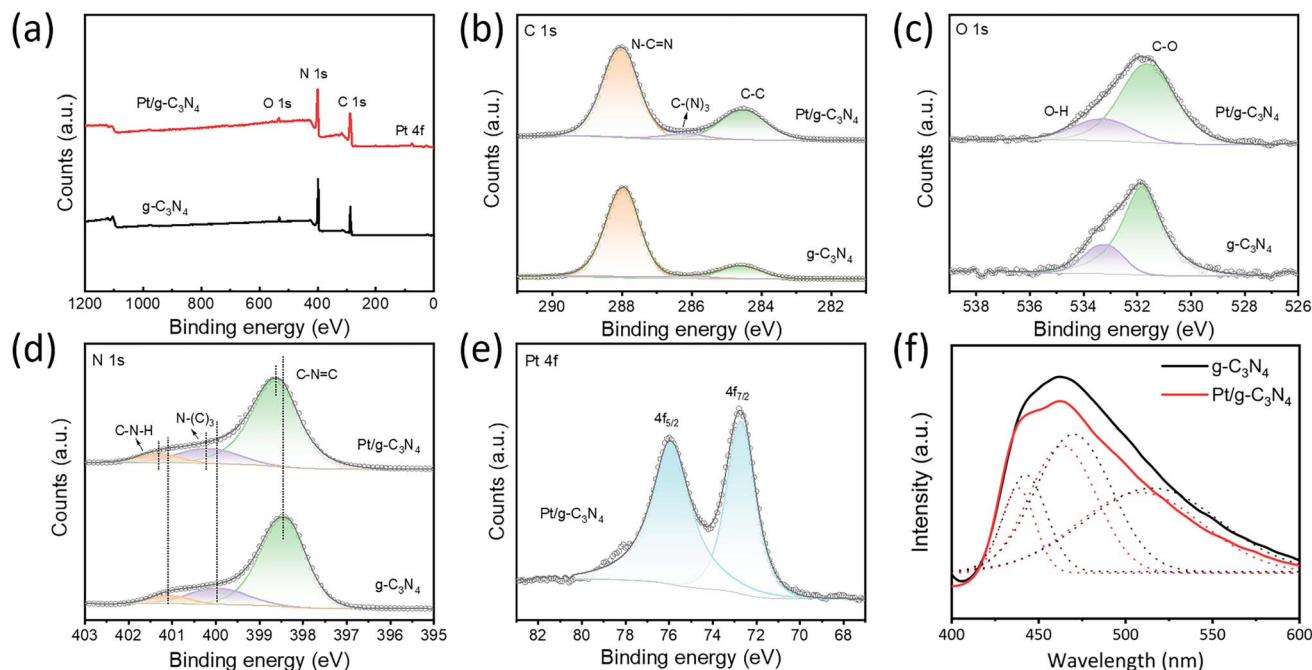 (a)
Pt/g-C₃N₄
O 1s
N 1s
C 1s
Pt 4f
g-C₃N₄
Counts (a.u.)
1200 1000 800 600 400 200 0
Binding energy (eV)
(b)
C 1s
N-C=N
C-(N)₃
C-C
Pt/g-C₃N₄
g-C₃N₄
Counts (a.u.)
290 288 286 284 282
Binding energy (eV)
(c)
O 1s
C-O
O-H
Pt/g-C₃N₄
g-C₃N₄
Counts (a.u.)
538 536 534 532 530 528 526
Binding energy (eV)
(d)
N 1s
C-N=C
N-(C)₃
C-N-H
Pt/g-C₃N₄
g-C₃N₄
Counts (a.u.)
403 402 401 400 399 398 397 396 395
Binding energy (eV)
(e)
Pt 4f
4f₇/₂
4f₅/₂
Pt/g-C₃N₄
Counts (a.u.)
82 80 78 76 74 72 70 68
Binding energy (eV)
(f)
g-C₃N₄
Pt/g-C₃N₄
Intensity (a.u.)
400 450 500 550 600
Wavelength (nm)